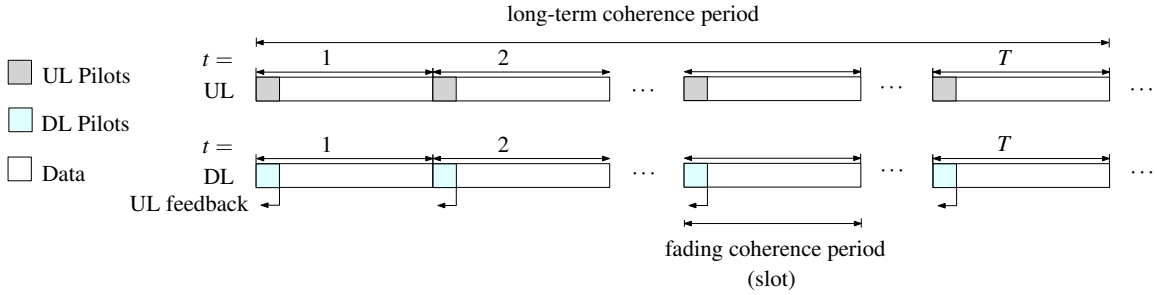 long-term coherence period
t =
1
2
T
UL Pilots
UL
···
···
···
DL Pilots
t =
1
2
T
Data
DL
···
···
···
UL feedback
fading coherence period
(slot)